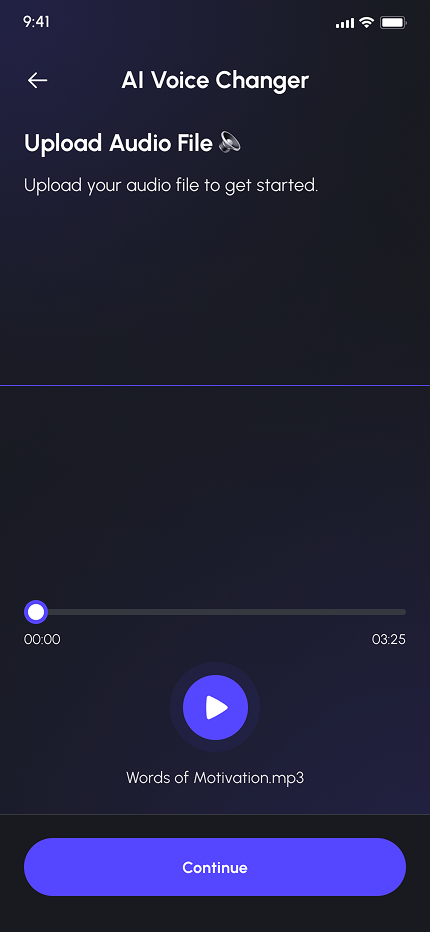 9:41
AI Voice Changer
Upload Audio File 🔈
Upload your audio file to get started.
00:00
03:25
Words of Motivation.mp3
Continue